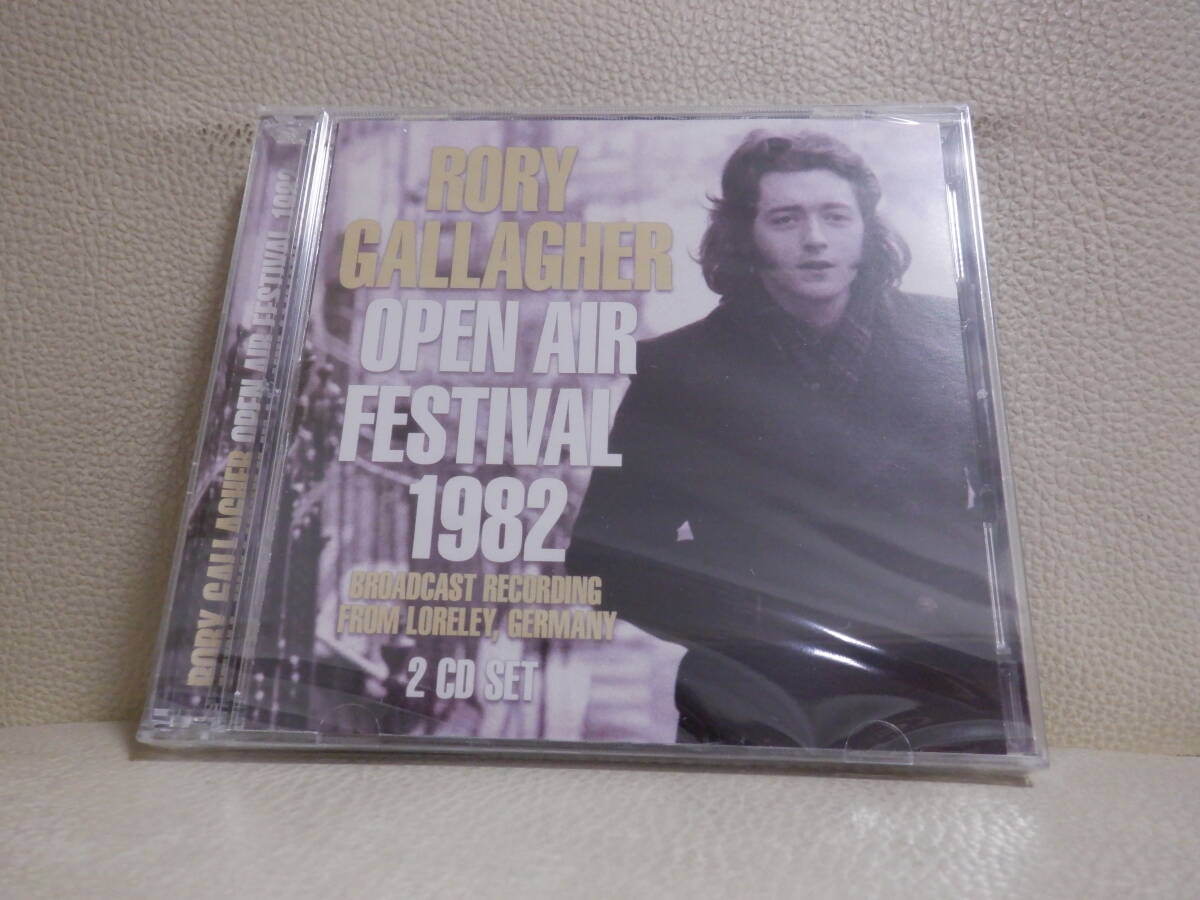 RORY
GALLAGHER
OPEN AIR
FESTIVAL
1982
BROADCAST RECORDING
FROM LORELEY, GERMANY
2 CD SET
RORY GALLAGHER OPEN AIR FESTIVAL 1982